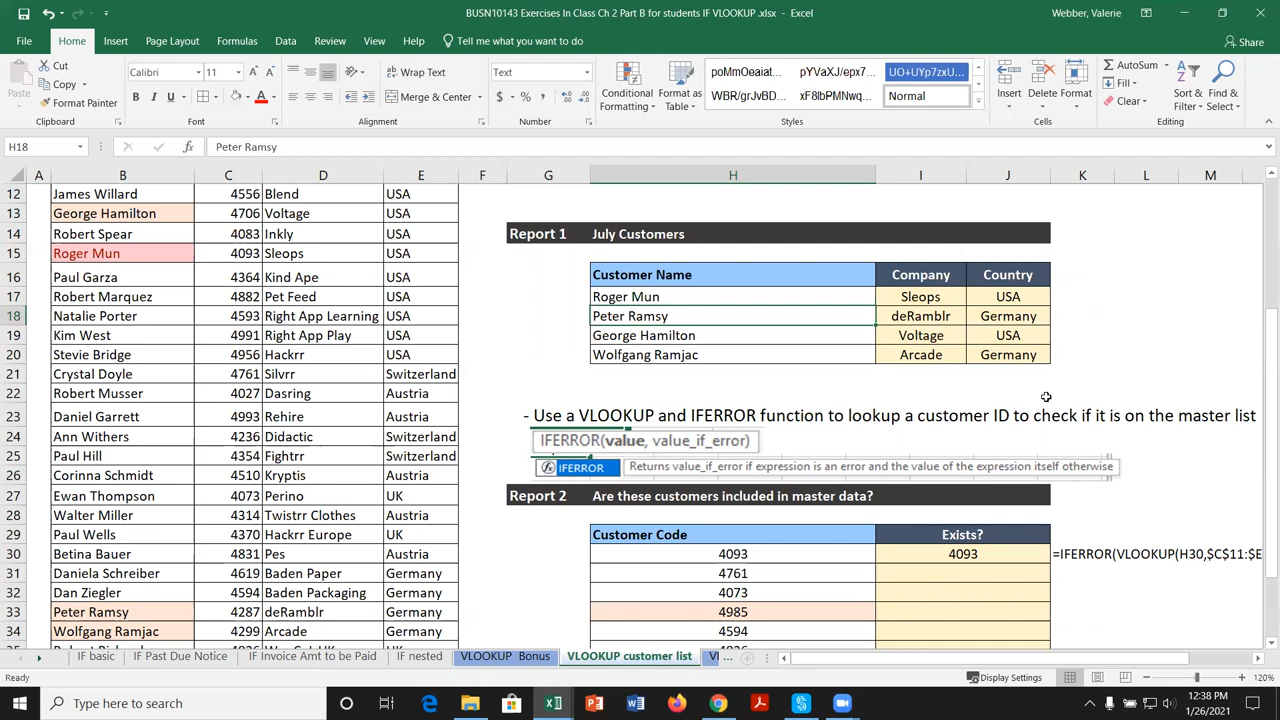 BUSN10143 Exercises In Class Ch 2 Part B for students IF VLOOKUP .xlsx - Excel
Webber, Valerie
File Home Insert Page Layout Formulas Data Review View Help Tell me what you want to do Share
Paste Cut Copy Format Painter
Clipboard
Calibri 11
B I U
Font
Wrap Text
Merge & Center
Alignment
Text
$ % ,
Number
Conditional Formatting
Format as Table
poMmOeaiat... pYVaXJ/epx7... UO+UYp7zxU...
WBR/grJvBD... xF8lbPMNwq... Normal
Styles
Insert Delete Format
Cells
AutoSum
Fill
Clear
Sort & Filter
Find & Select
Editing
H18 fx Peter Ramsy
A B C D E F G H I J K L M
12 James Willard 4556 Blend USA
13 George Hamilton 4706 Voltage USA
14 Robert Spear 4083 Inkly USA Report 1 July Customers
15 Roger Mun 4093 Sleops USA
16 Paul Garza 4364 Kind Ape USA Customer Name Company Country
17 Robert Marquez 4882 Pet Feed USA Roger Mun Sleops USA
18 Natalie Porter 4593 Right App Learning USA Peter Ramsy deRamblr Germany
19 Kim West 4991 Right App Play USA George Hamilton Voltage USA
20 Stevie Bridge 4956 Hackrr USA Wolfgang Ramjac Arcade Germany
21 Crystal Doyle 4761 Silvrr Switzerland
22 Robert Musser 4027 Dasring Austria
23 Daniel Garrett 4993 Rehire Austria - Use a VLOOKUP and IFERROR function to lookup a customer ID to check if it is on the master list
24 Ann Withers 4236 Didactic Switzerland IFERROR(value, value_if_error)
25 Paul Hill 4354 Fightrr Switzerland IFERROR Returns value_if_error if expression is an error and the value of the expression itself otherwise
26 Corinna Schmidt 4510 Kryptis Austria
27 Ewan Thompson 4073 Perino UK Report 2 Are these customers included in master data?
28 Walter Miller 4314 Twistrr Clothes Austria
29 Paul Wells 4370 Hackrr Europe UK Customer Code Exists?
30 Betina Bauer 4831 Pes Austria 4093 4093 =IFERROR(VLOOKUP(H30,$C$11:$E
31 Daniela Schreiber 4619 Baden Paper Germany 4761
32 Dan Ziegler 4594 Baden Packaging Germany 4073
33 Peter Ramsy 4287 deRamblr Germany 4985
34 Wolfgang Ramjac 4299 Arcade Germany 4594
IF basic IF Past Due Notice IF Invoice Amt to be Paid IF nested VLOOKUP Bonus VLOOKUP customer list Vl ...
Ready Display Settings 120%
Type here to search
12:38 PM
1/26/2021